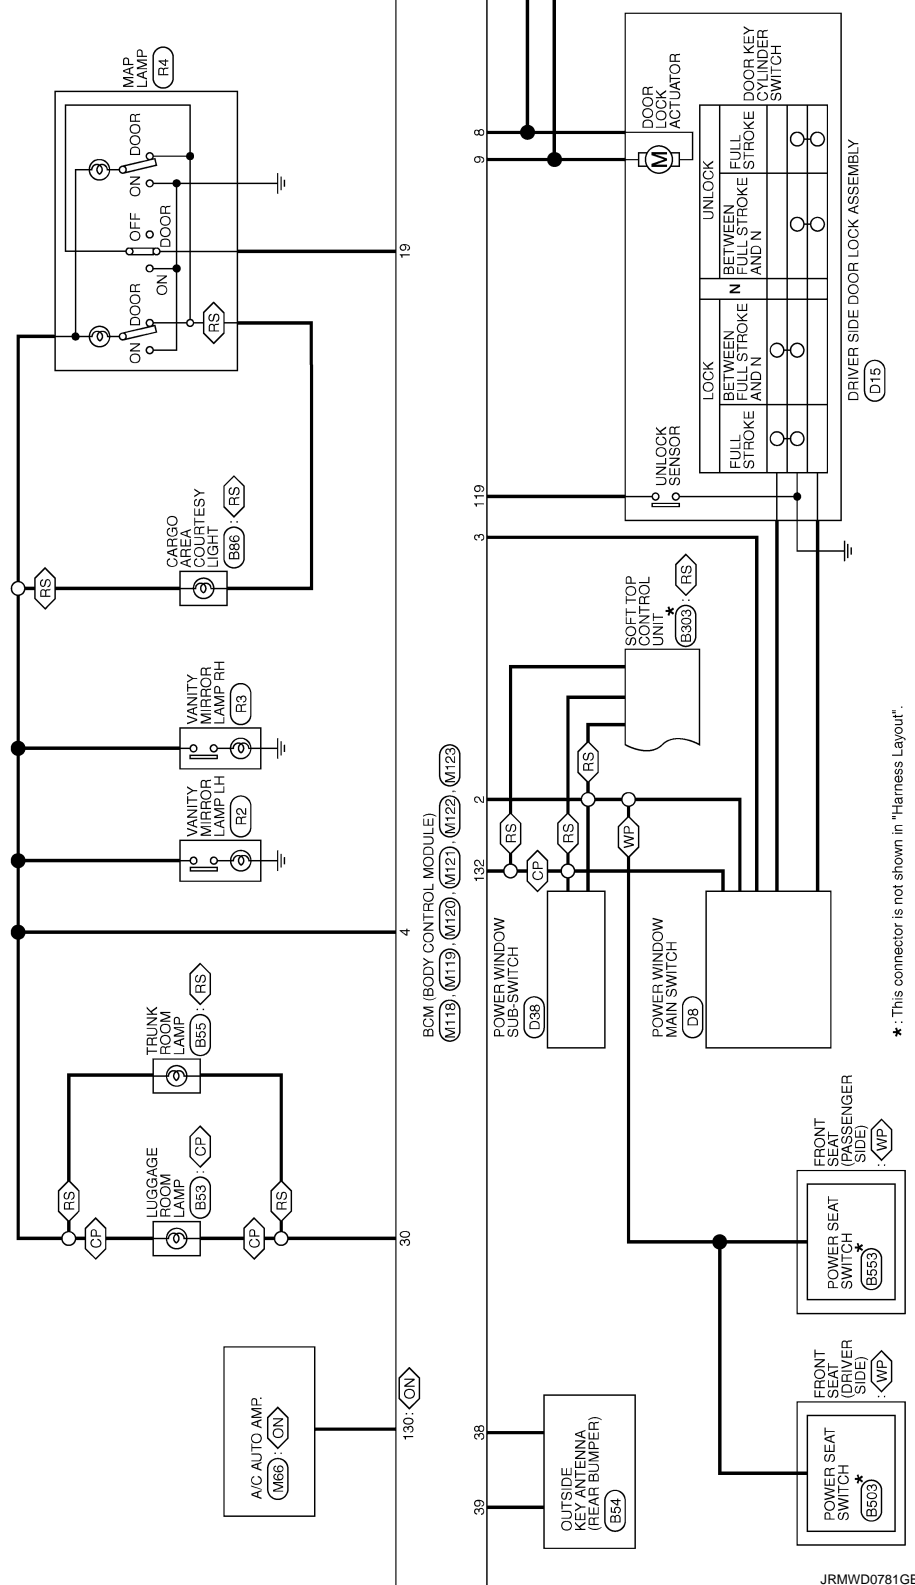 MAP
LAMP
R4
ON
DOOR
ON
OFF
DOOR
ON
DOOR
RS
19
CARGO
AREA
COURTESY
LIGHT
B86 : RS
RS
VANITY
MIRROR
LAMP RH
R3
VANITY
MIRROR
LAMP LH
R2
4
TRUNK
ROOM
LAMP
B55 : RS
LUGGAGE
ROOM
LAMP
B53 : CP
RS
RS
CP
CP
30
A/C AUTO AMP.
M66 : ON
130: ON
BCM (BODY CONTROL MODULE)
M118 , M119 , M120 , M121 , M122 , M123
8
9
DOOR
LOCK
ACTUATOR
M
DOOR KEY
CYLINDER
SWITCH
LOCK
N
UNLOCK
FULL
STROKE
BETWEEN
FULL STROKE
AND N
BETWEEN
FULL STROKE
AND N
FULL
STROKE
UNLOCK
SENSOR
DRIVER SIDE DOOR LOCK ASSEMBLY
D15
119
3
SOFT TOP
CONTROL
UNIT *
B303 : RS
2
132
RS
RS
RS
CP
WP
POWER WINDOW
SUB-SWITCH
D38
POWER WINDOW
MAIN SWITCH
D8
FRONT
SEAT
(PASSENGER
SIDE)
: WP
POWER SEAT
SWITCH *
B553
FRONT
SEAT
(DRIVER
SIDE)
: WP
POWER SEAT
SWITCH *
B503
38
39
OUTSIDE
KEY ANTENNA
(REAR BUMPER)
B54
* : This connector is not shown in "Harness Layout".
JRMWD0781GE